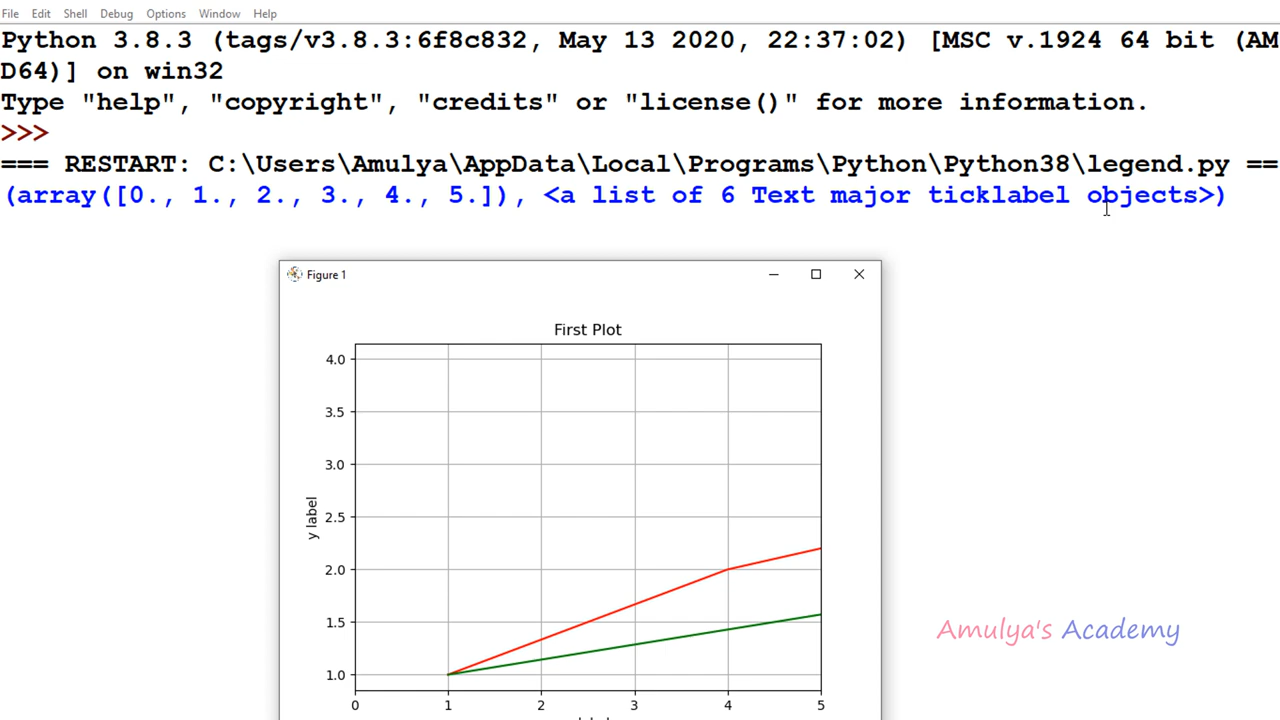 File Edit Shell Debug Options Window Help
Python 3.8.3 (tags/v3.8.3:6f8c832, May 13 2020, 22:37:02) [MSC v.1924 64 bit (AM
D64)] on win32
Type "help", "copyright", "credits" or "license()" for more information.
>>>
=== RESTART: C:\Users\Amulya\AppData\Local\Programs\Python\Python38\legend.py ==
(array([0., 1., 2., 3., 4., 5.]), <a list of 6 Text major ticklabel objects>)
Figure 1
First Plot
4.0
3.5
3.0
2.5
2.0
1.5
1.0
y label
0 1 2 3 4 5
Amulya's Academy